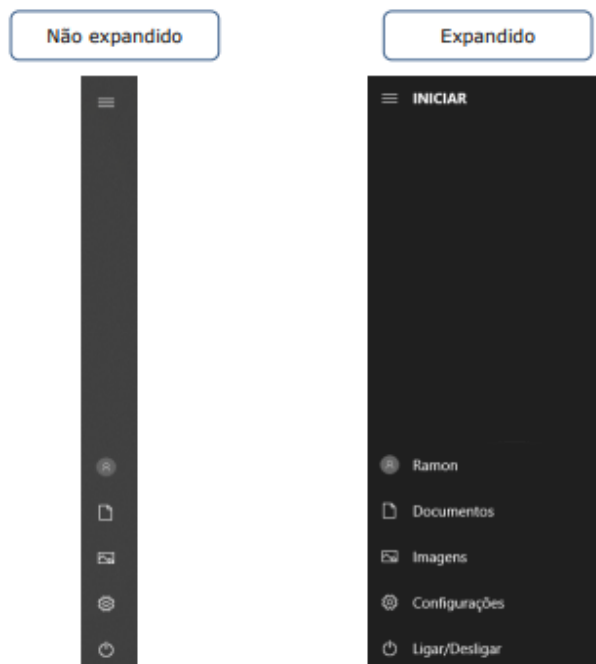 Não expandido
Expandido
INICIAR
Ramon
Documentos
Imagens
Configurações
Ligar/Desligar